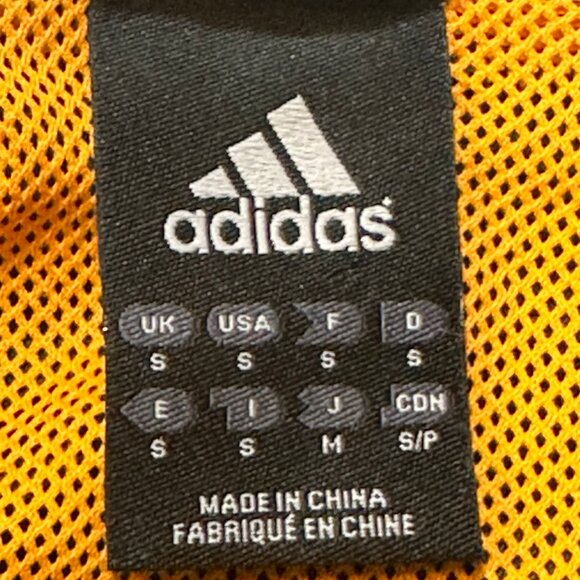 adidas
UK USA F D
S S S S
E I J CDN
S S M S/P
MADE IN CHINA
FABRIQUÉ EN CHINE